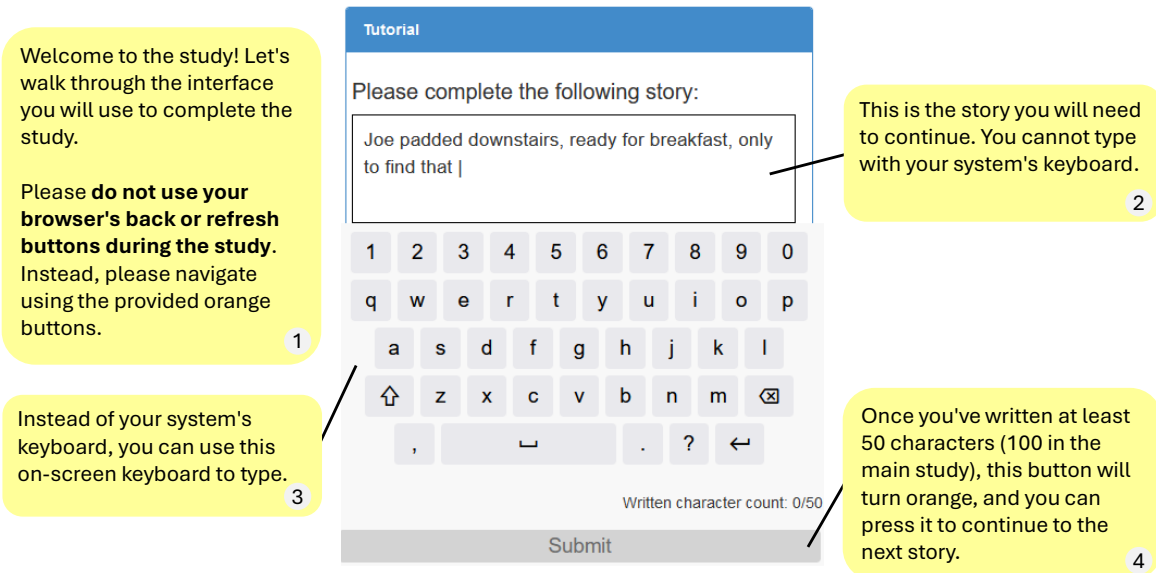 Welcome to the study! Let's
walk through the interface
you will use to complete the
study.
Please do not use your
browser's back or refresh
buttons during the study.
Instead, please navigate
using the provided orange
buttons.
1
Tutorial
Please complete the following story:
Joe padded downstairs, ready for breakfast, only
to find that |
This is the story you will need
to continue. You cannot type
with your system's keyboard.
2
1 2 3 4 5 6 7 8 9 0
q w e r t y u i o p
a s d f g h j k l
z x c v b n m
, . ?
Instead of your system's
keyboard, you can use this
on-screen keyboard to type.
3
Written character count: 0/50
Submit
Once you've written at least
50 characters (100 in the
main study), this button will
turn orange, and you can
press it to continue to the
next story.
4